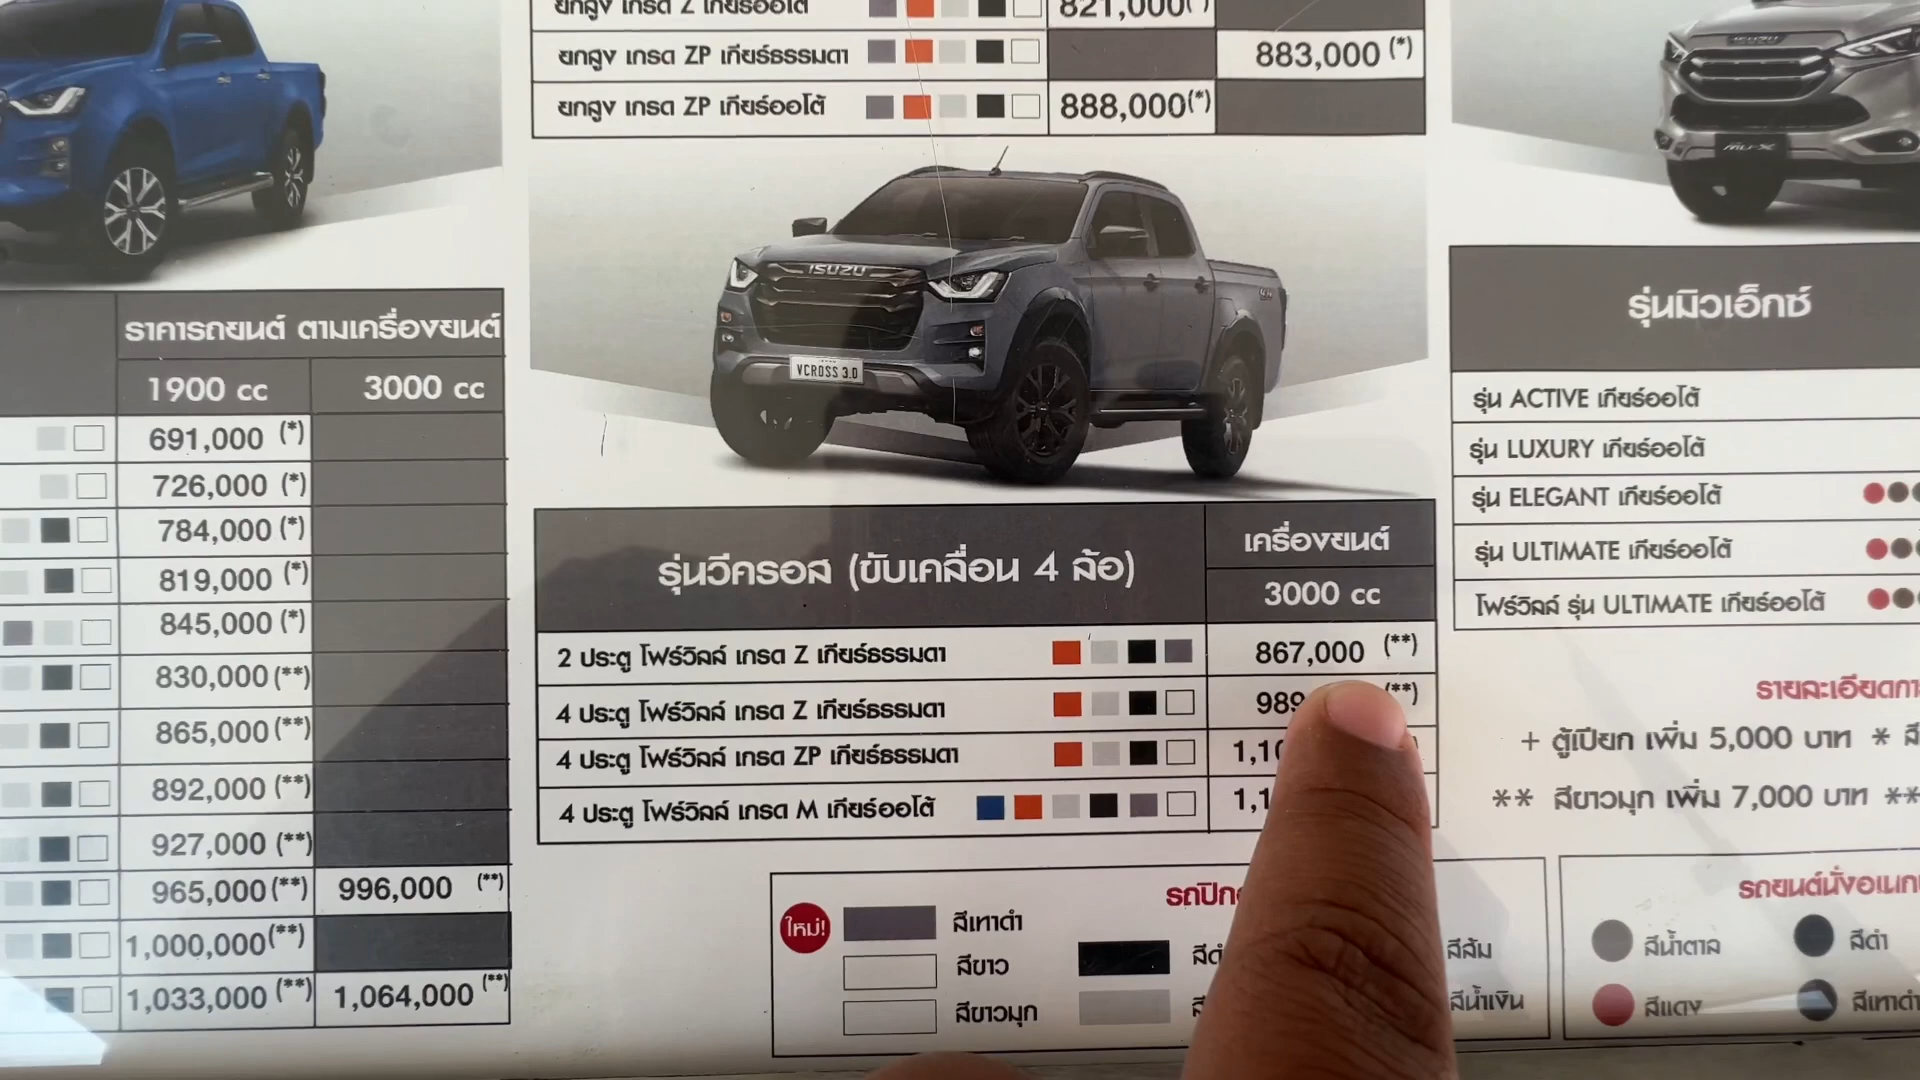 ยกสูง เกรด Z เกียร์ออโต้ 821,000(*)
ยกสูง เกรด ZP เกียร์ธรรมดา 883,000 (*)
ยกสูง เกรด ZP เกียร์ออโต้ 888,000(*)
ISUZU
VCROSS 3.0
ISUZU
MU-X
ราคารถยนต์ ตามเครื่องยนต์
1900 cc 3000 cc
691,000 (*)
726,000 (*)
784,000 (*)
819,000 (*)
845,000 (*)
830,000 (**)
865,000 (**)
892,000 (**)
927,000 (**)
965,000 (**) 996,000 (**)
1,000,000 (**)
1,033,000 (**) 1,064,000 (**)
รุ่นวีครอส (ขับเคลื่อน 4 ล้อ)
เครื่องยนต์
3000 cc
2 ประตู โฟร์วิลล์ เกรด Z เกียร์ธรรมดา 867,000 (**)
4 ประตู โฟร์วิลล์ เกรด Z เกียร์ธรรมดา 989 (**)
4 ประตู โฟร์วิลล์ เกรด ZP เกียร์ธรรมดา
4 ประตู โฟร์วิลล์ เกรด M เกียร์ออโต้
ใหม่!
สีเทาดำ
สีขาว
สีขาวมุก
สีส้ม
สีน้ำเงิน
รุ่นมิวเอ็กซ์
รุ่น ACTIVE เกียร์ออโต้
รุ่น LUXURY เกียร์ออโต้
รุ่น ELEGANT เกียร์ออโต้
รุ่น ULTIMATE เกียร์ออโต้
โฟร์วิลล์ รุ่น ULTIMATE เกียร์ออโต้
+ ตู้เปียก เพิ่ม 5,000 บาท *
** สีขาวมุก เพิ่ม 7,000 บาท **
สีน้ำตาล สีดำ
สีแดง สีเทาดำ